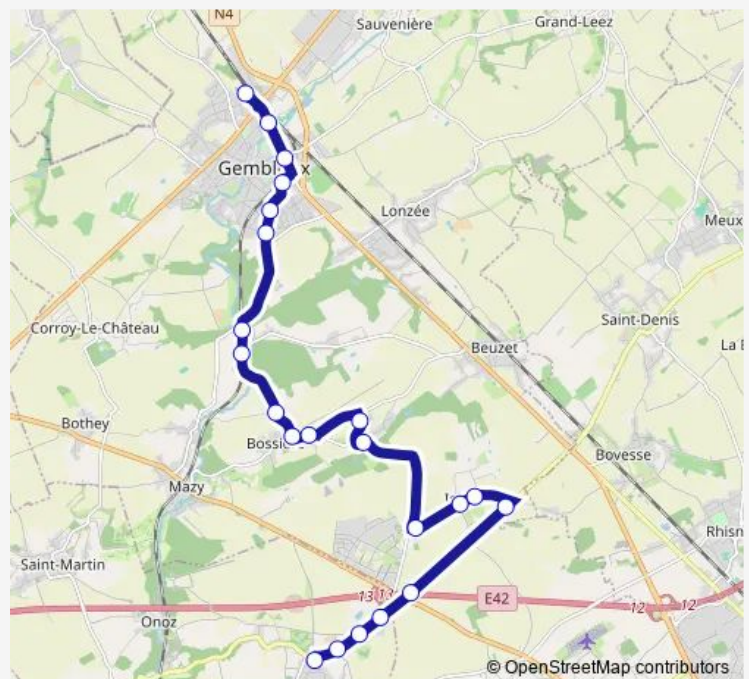 N4
Sauvenière
Grand-Leez
Lonzée
Meux
Corroy-Le-Château
Saint-Denis
Beuzet
Bothey
Bovesse
Mazy
Rhisn
Saint-Martin
13
13
E42
12
12
Onoz
© OpenStreetMap contributors